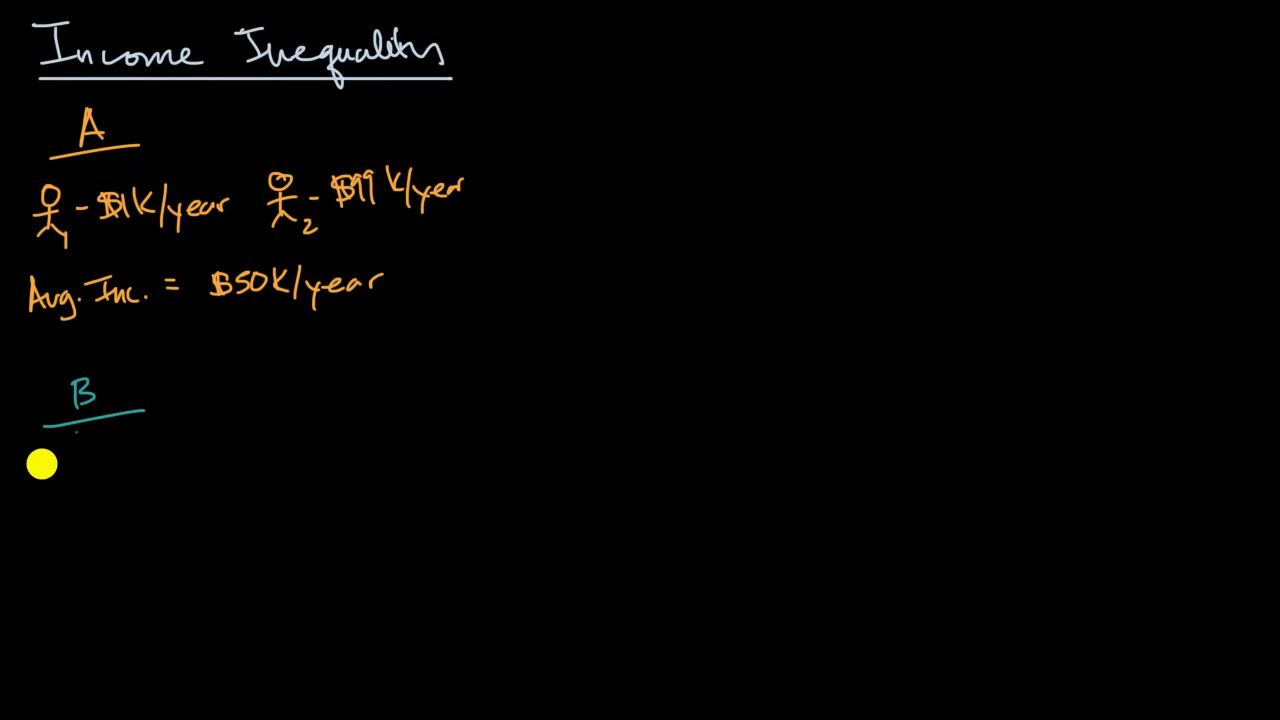 Income Inequality
A
1 - $1K/year 2 - $99K/year
Avg. Inc. = $50K/year
B